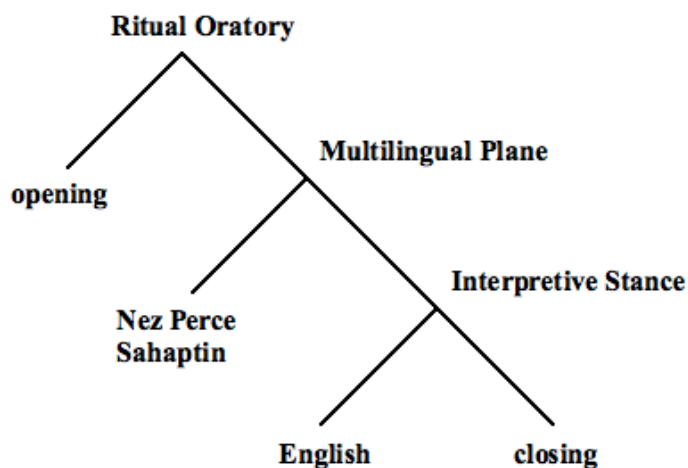 Ritual Oratory
Multilingual Plane
opening
Interpretive Stance
Nez Perce
Sahaptin
English
closing